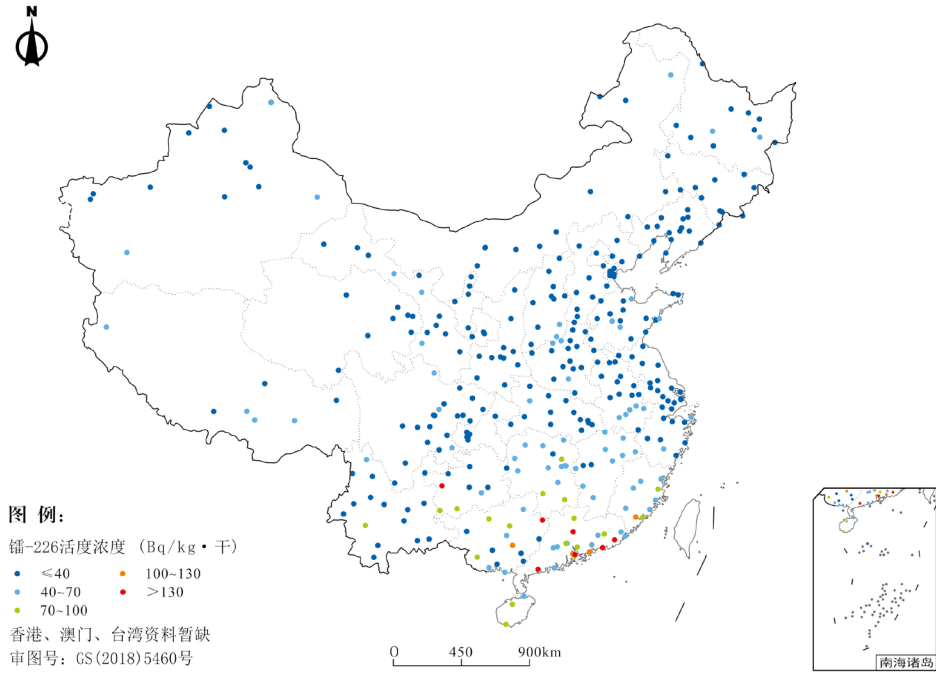 N
图 例:
镭-226活度浓度 (Bq/kg·干)
≤40
100~130
40~70
>130
70~100
香港、澳门、台湾资料暂缺
审图号: GS(2018)5460号
0 450 900km
南海诸岛